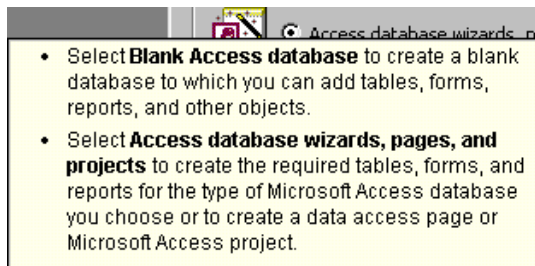 Access database wizards, p
• Select Blank Access database to create a blank
database to which you can add tables, forms,
reports, and other objects.
• Select Access database wizards, pages, and
projects to create the required tables, forms, and
reports for the type of Microsoft Access database
you choose or to create a data access page or
Microsoft Access project.